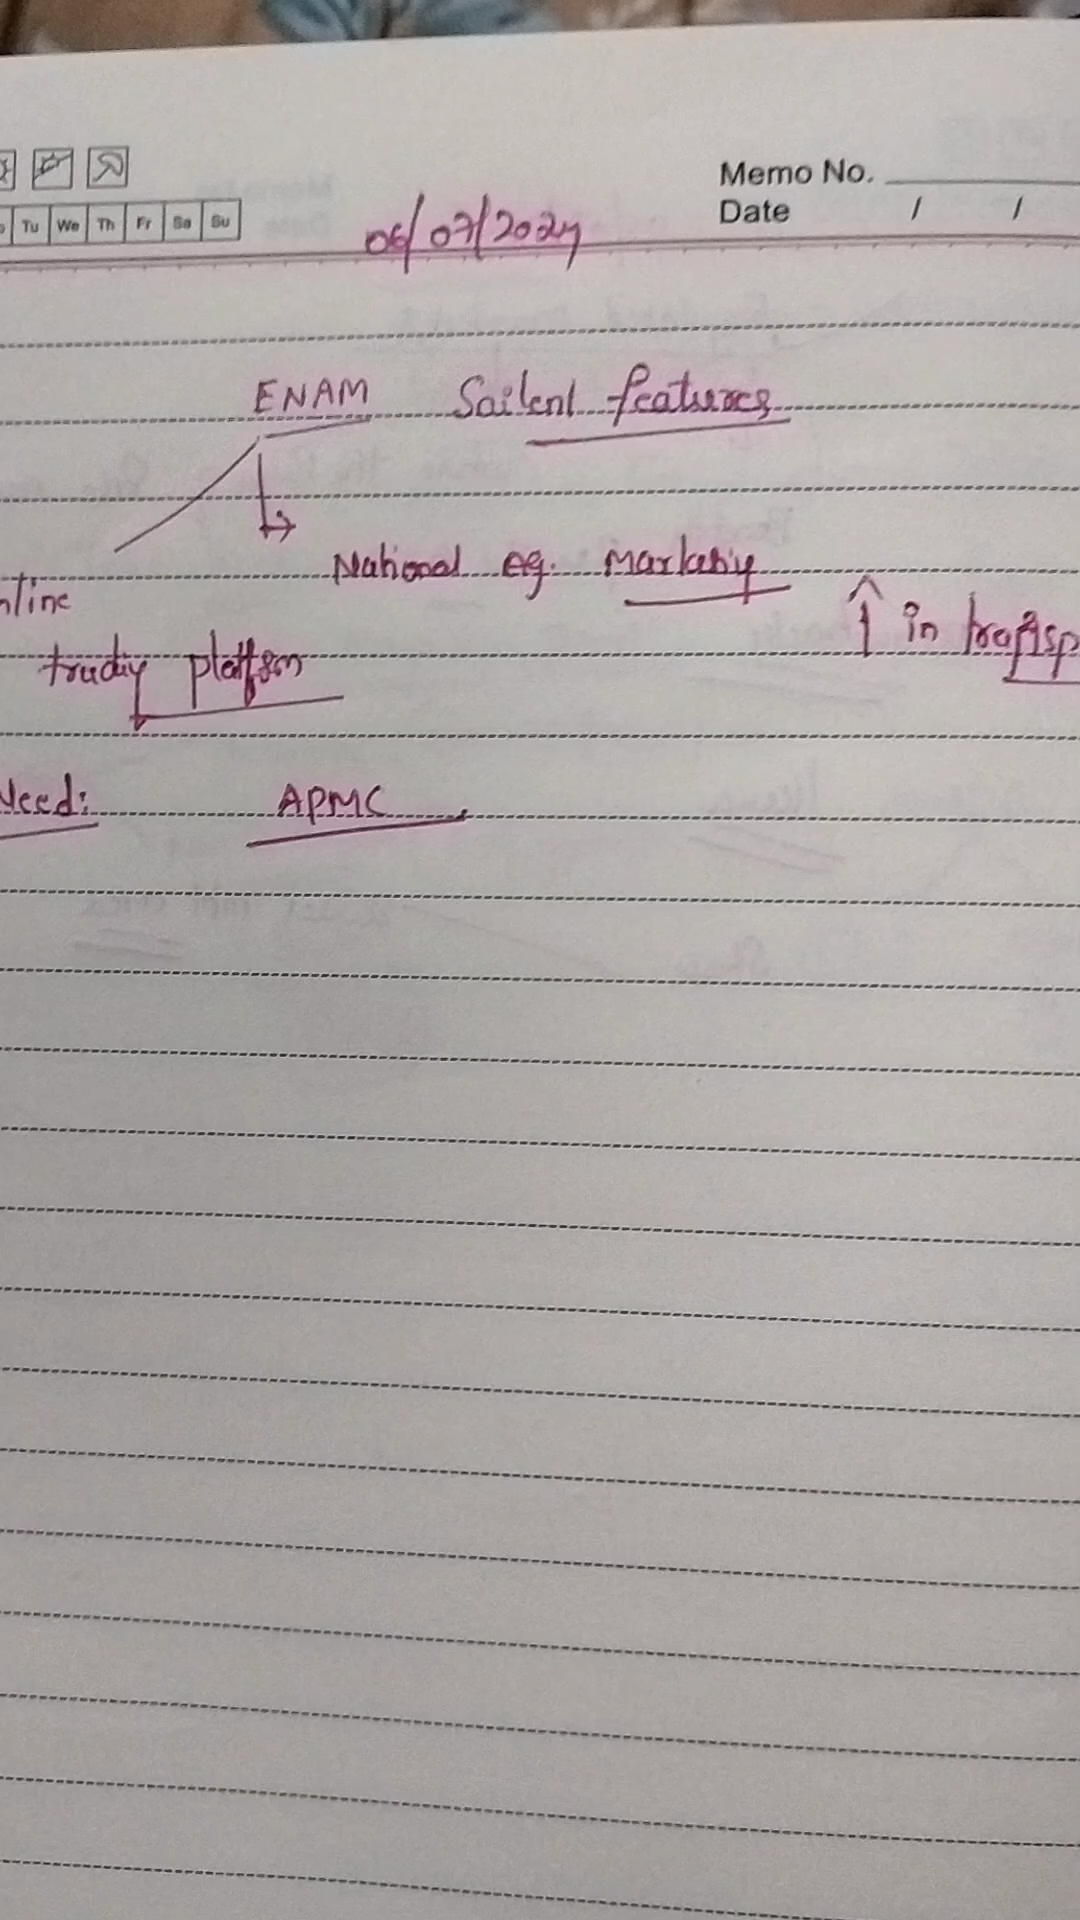 Memo No.
Tu We Th Fr Sa Su
Date / /
06/07/2024
ENAM Sailent features
National ag. Marketing
nline
↑ in transp
trading platform
Need: APMC